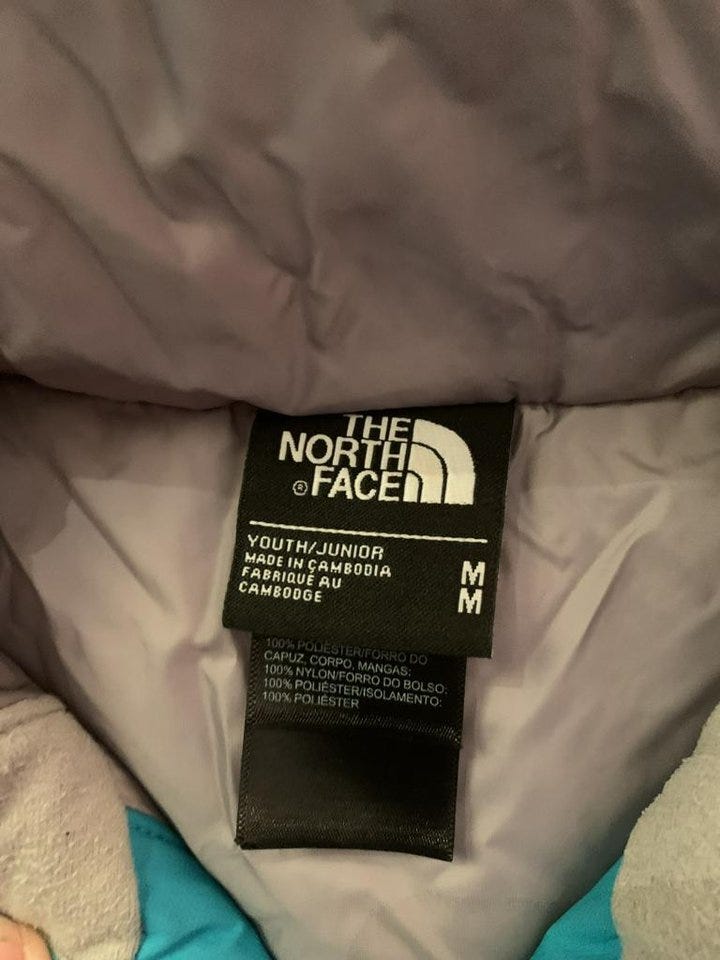 THE
NORTH
® FACE
YOUTH/JUNIOR
MADE IN CAMBODIA
FABRIQUÉ AU
CAMBODGE
M
M
100% POLIÉSTER/FORRO DO
CAPUZ, CORPO, MANGAS:
100% NYLON/FORRO DO BOLSO:
100% POLIÉSTER/ISOLAMENTO:
100% POLIÉSTER